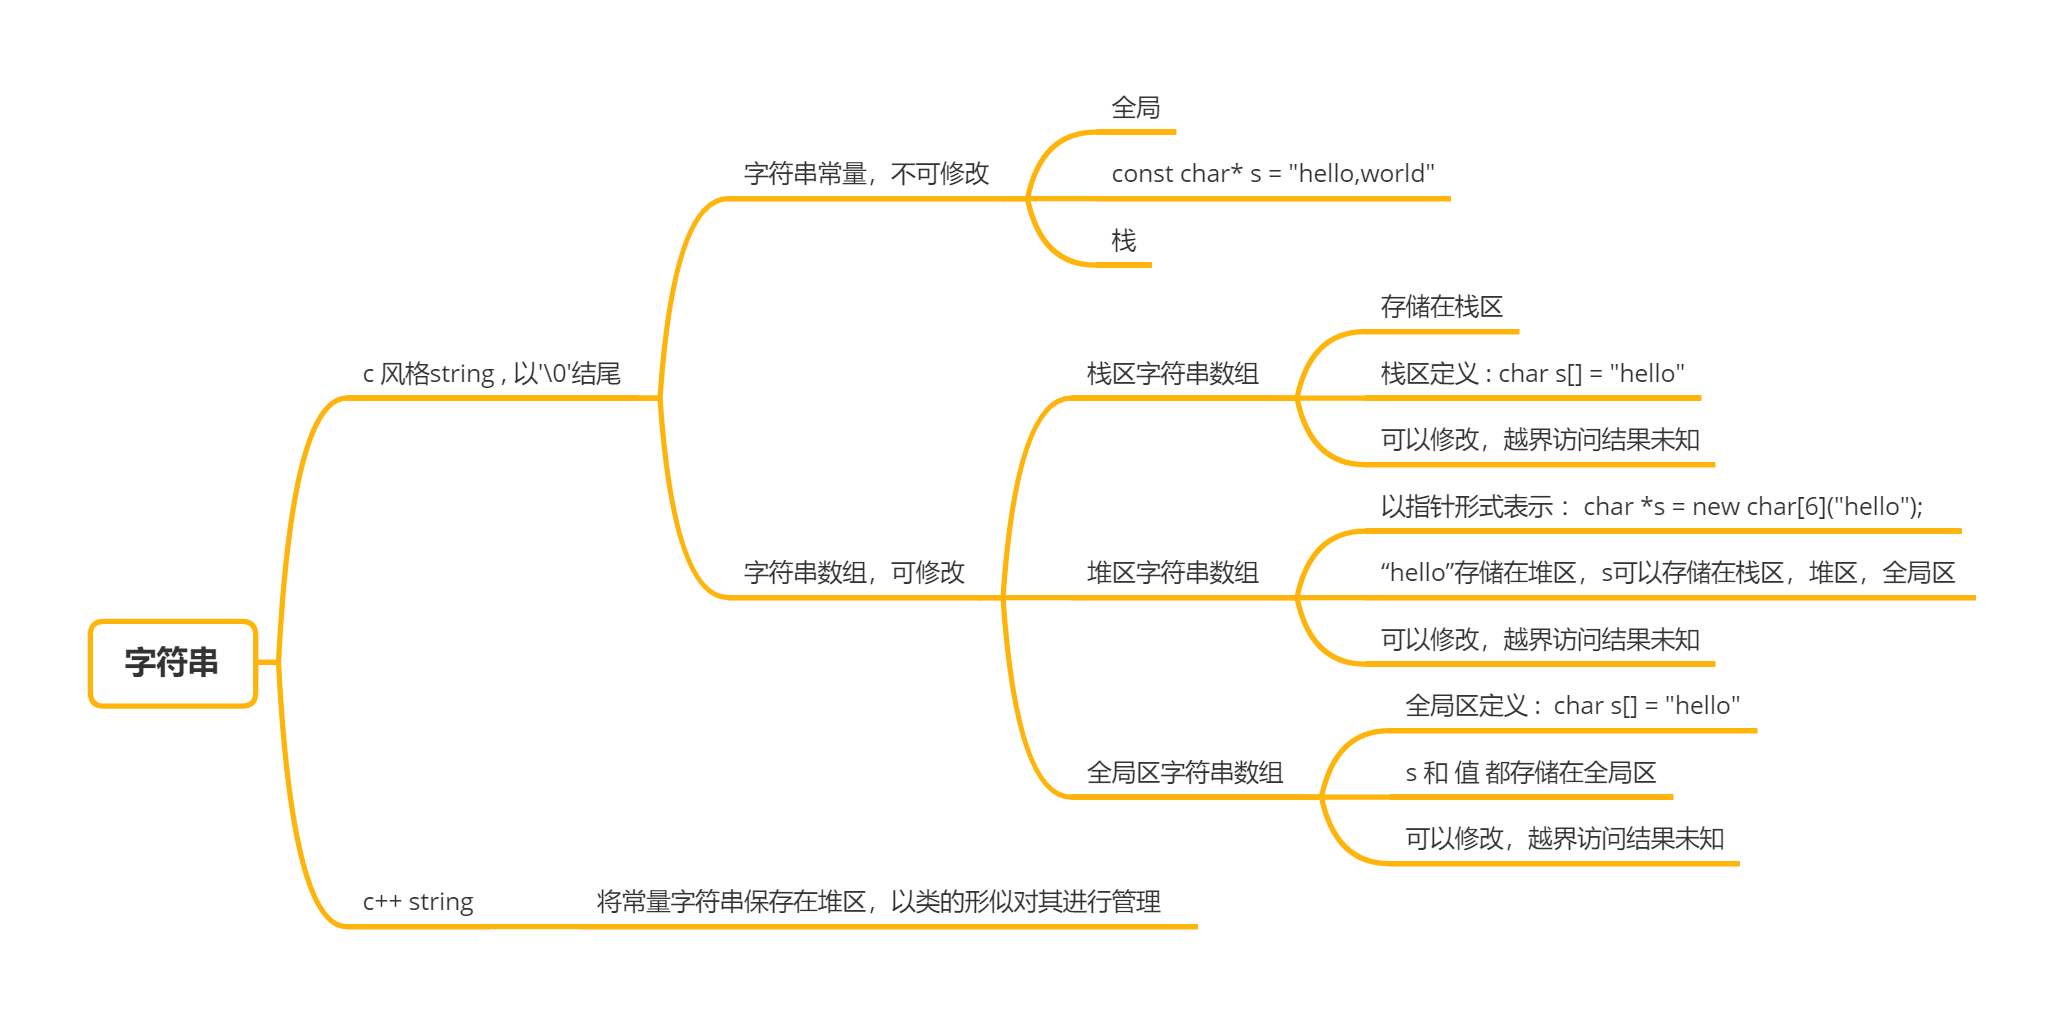 字符串
c 风格string , 以'\0'结尾
字符串常量，不可修改
全局
const char* s = "hello,world"
栈
字符串数组，可修改
栈区字符串数组
存储在栈区
栈区定义 : char s[] = "hello"
可以修改，越界访问结果未知
堆区字符串数组
以指针形式表示 :  char *s = new char[6]("hello");
“hello”存储在堆区，s可以存储在栈区，堆区，全局区
可以修改，越界访问结果未知
全局区字符串数组
全局区定义 :  char s[] = "hello"
s 和 值 都存储在全局区
可以修改，越界访问结果未知
c++ string
将常量字符串保存在堆区，以类的形似对其进行管理